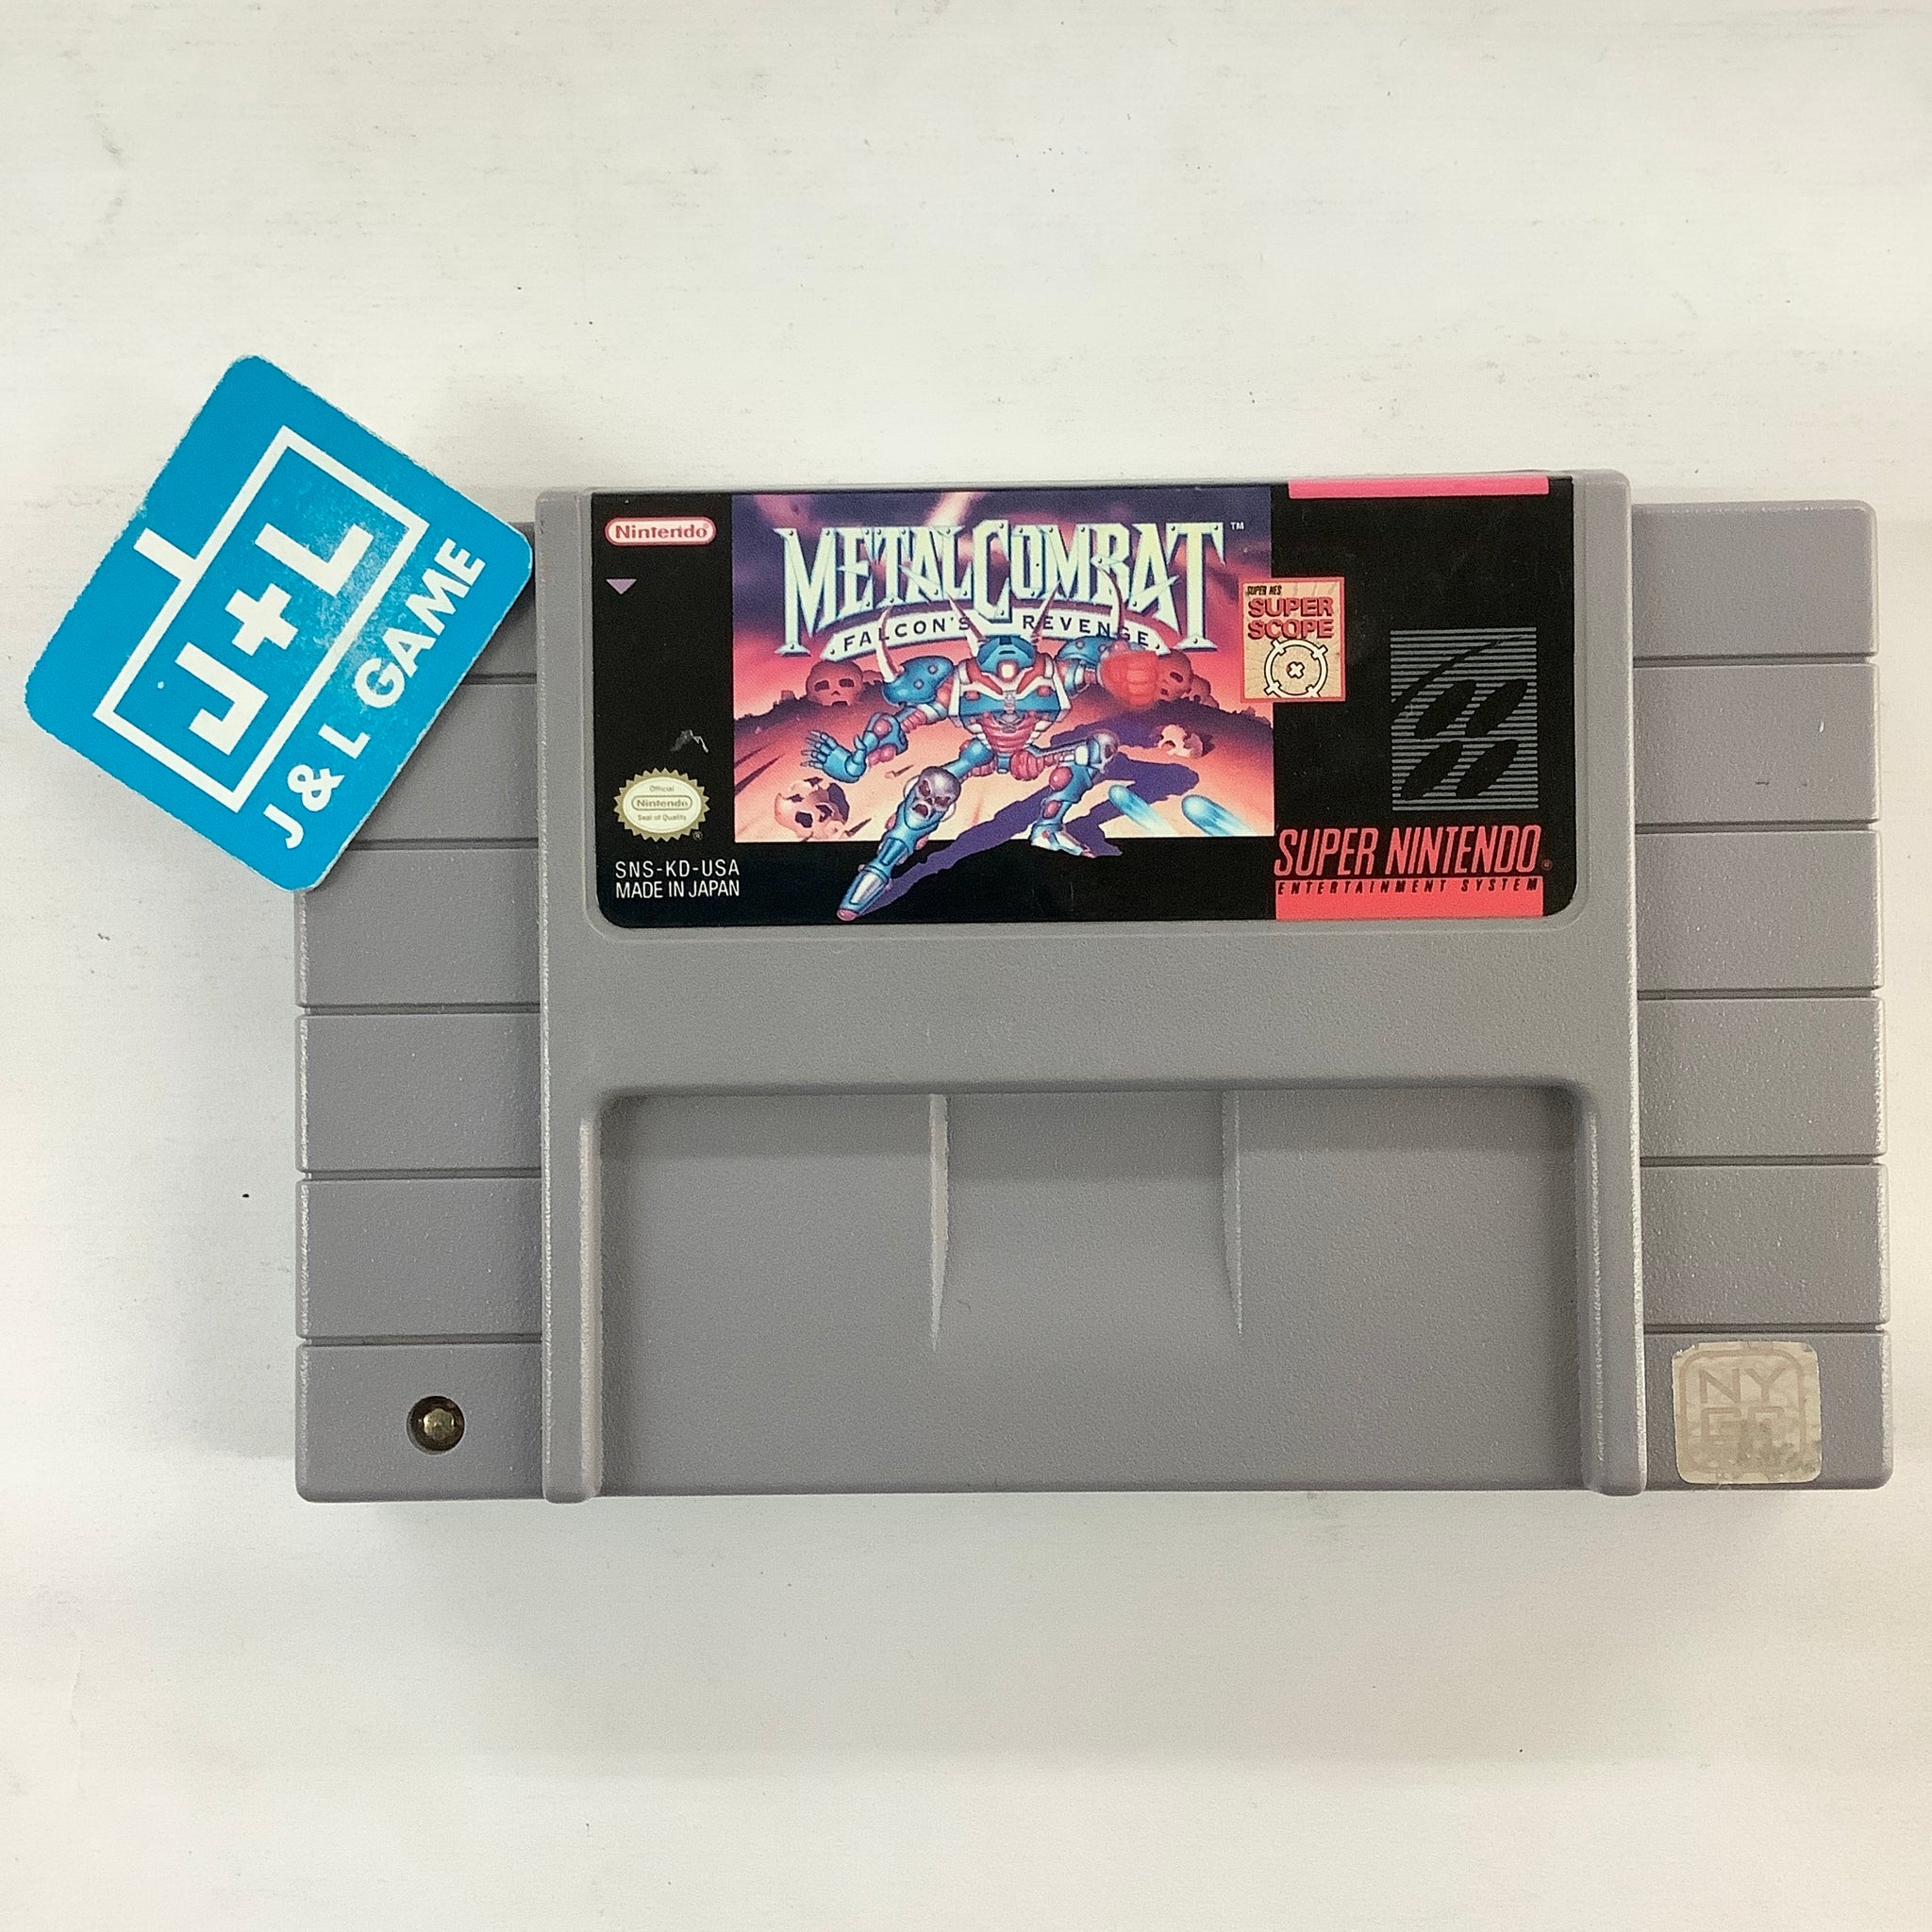 J+L
J & L GAME
Nintendo
METAL COMBAT™
FALCON'S REVENGE
SUPER NES
SUPER
SCOPE
Official
Nintendo
Seal of Quality
®
SNS-KD-USA
MADE IN JAPAN
SUPER NINTENDO®
ENTERTAINMENT SYSTEM
NY